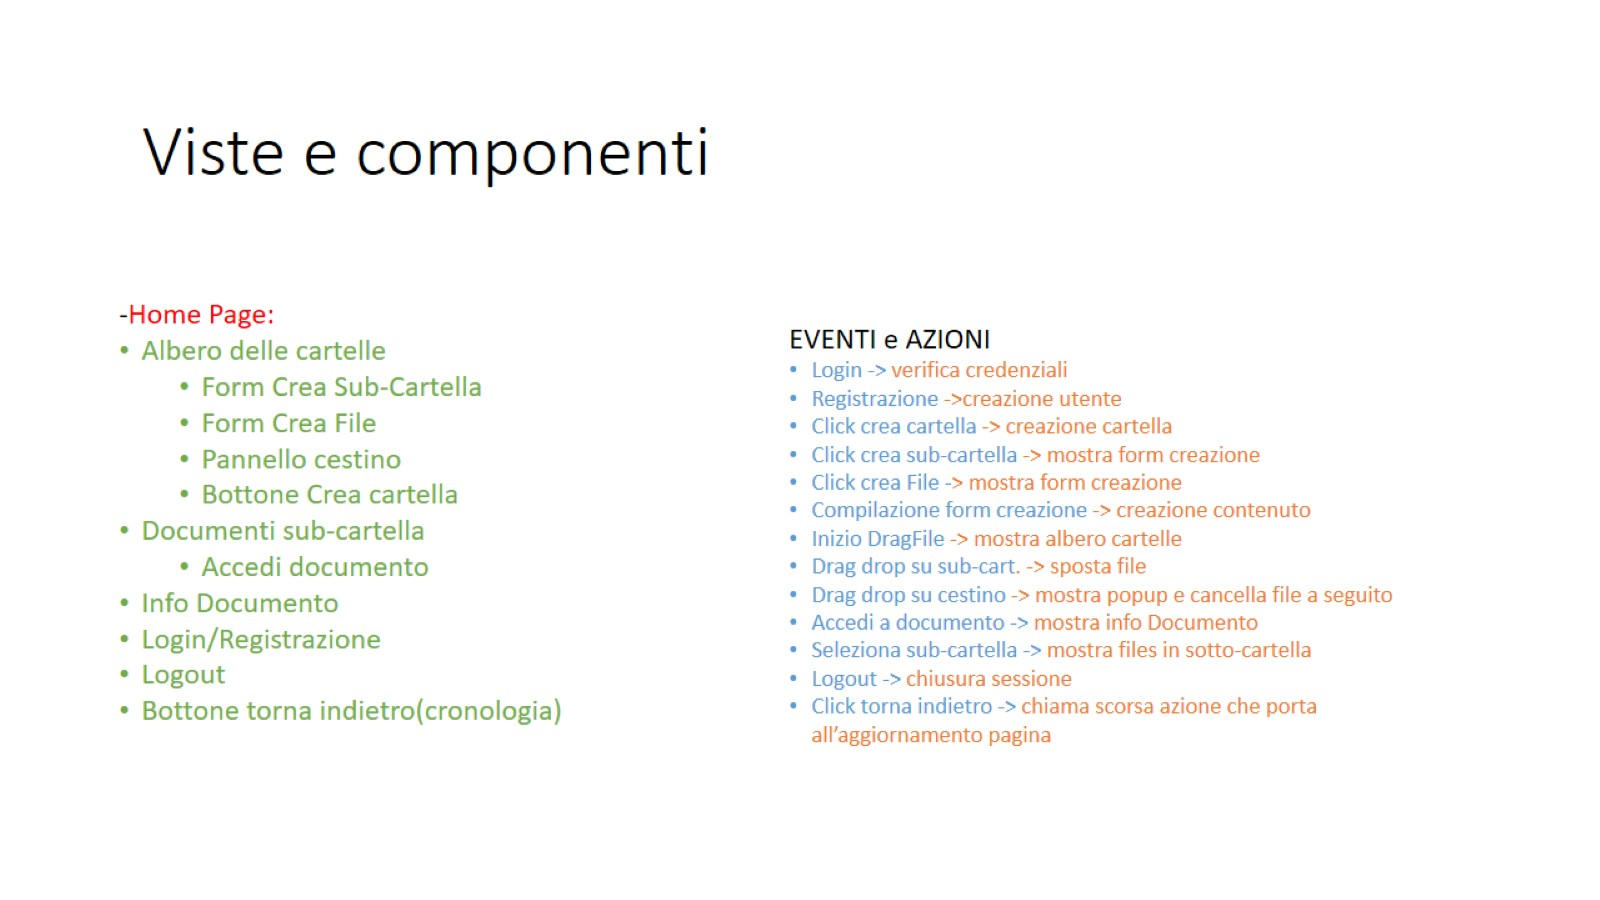 Viste e componenti
-Home Page:
• Albero delle cartelle
• Form Crea Sub-Cartella
• Form Crea File
• Pannello cestino
• Bottone Crea cartella
• Documenti sub-cartella
• Accedi documento
• Info Documento
• Login/Registrazione
• Logout
• Bottone torna indietro(cronologia)
EVENTI e AZIONI
• Login -> verifica credenziali
• Registrazione ->creazione utente
• Click crea cartella -> creazione cartella
• Click crea sub-cartella -> mostra form creazione
• Click crea File -> mostra form creazione
• Compilazione form creazione -> creazione contenuto
• Inizio DragFile -> mostra albero cartelle
• Drag drop su sub-cart. -> sposta file
• Drag drop su cestino -> mostra popup e cancella file a seguito
• Accedi a documento -> mostra info Documento
• Seleziona sub-cartella -> mostra files in sotto-cartella
• Logout -> chiusura sessione
• Click torna indietro -> chiama scorsa azione che porta
all’aggiornamento pagina